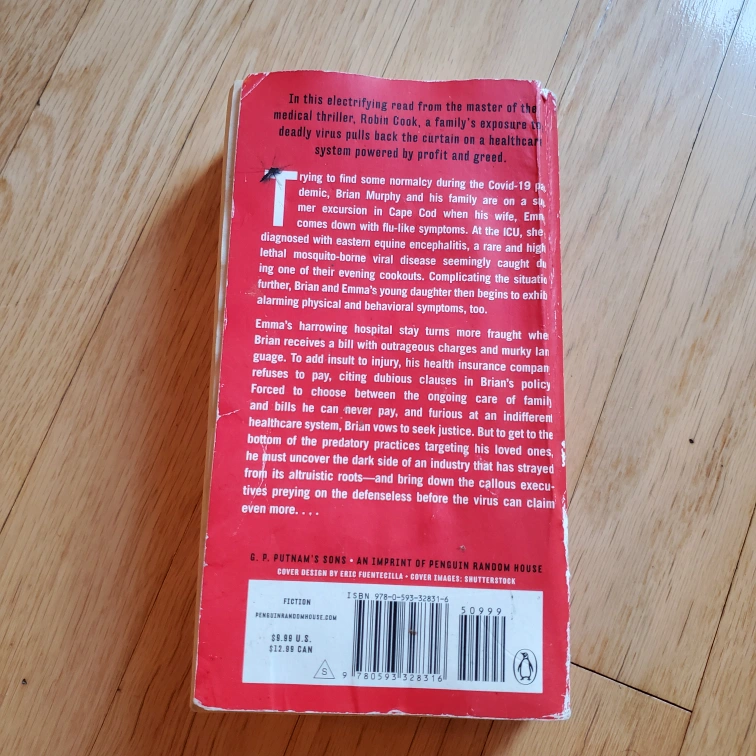 In this electrifying read from the master of the
medical thriller, Robin Cook, a family's exposure to
deadly virus pulls back the curtain on a healthcare
system powered by profit and greed.
Trying to find some normalcy during the Covid-19 pa
demic, Brian Murphy and his family are on a su
mer excursion in Cape Cod when his wife, Emm
comes down with flu-like symptoms. At the ICU, she
diagnosed with eastern equine encephalitis, a rare and high
lethal mosquito-borne viral disease seemingly caught du
ing one of their evening cookouts. Complicating the situatio
further, Brian and Emma's young daughter then begins to exhib
alarming physical and behavioral symptoms, too.
Emma's harrowing hospital stay turns more fraught whe
Brian receives a bill with outrageous charges and murky lan
guage. To add insult to injury, his health insurance compan
refuses to pay, citing dubious clauses in Brian's policy
Forced to choose between the ongoing care of family
and bills he can never pay, and furious at an indifferent
healthcare system, Brian vows to seek justice. But to get to the
bottom of the predatory practices targeting his loved ones,
he must uncover the dark side of an industry that has strayed
from its altruistic roots—and bring down the callous execu-
tives preying on the defenseless before the virus can claim
even more. . . .
G. P. PUTNAM'S SONS • AN IMPRINT OF PENGUIN RANDOM HOUSE
COVER DESIGN BY ERIC FUENTECILLA • COVER IMAGES: SHUTTERSTOCK
FICTION
PENGUINRANDOMHOUSE.COM
$9.99 U.S.
$12.99 CAN
S
ISBN 978-0-593-32831-6
50999
9 780593 328316